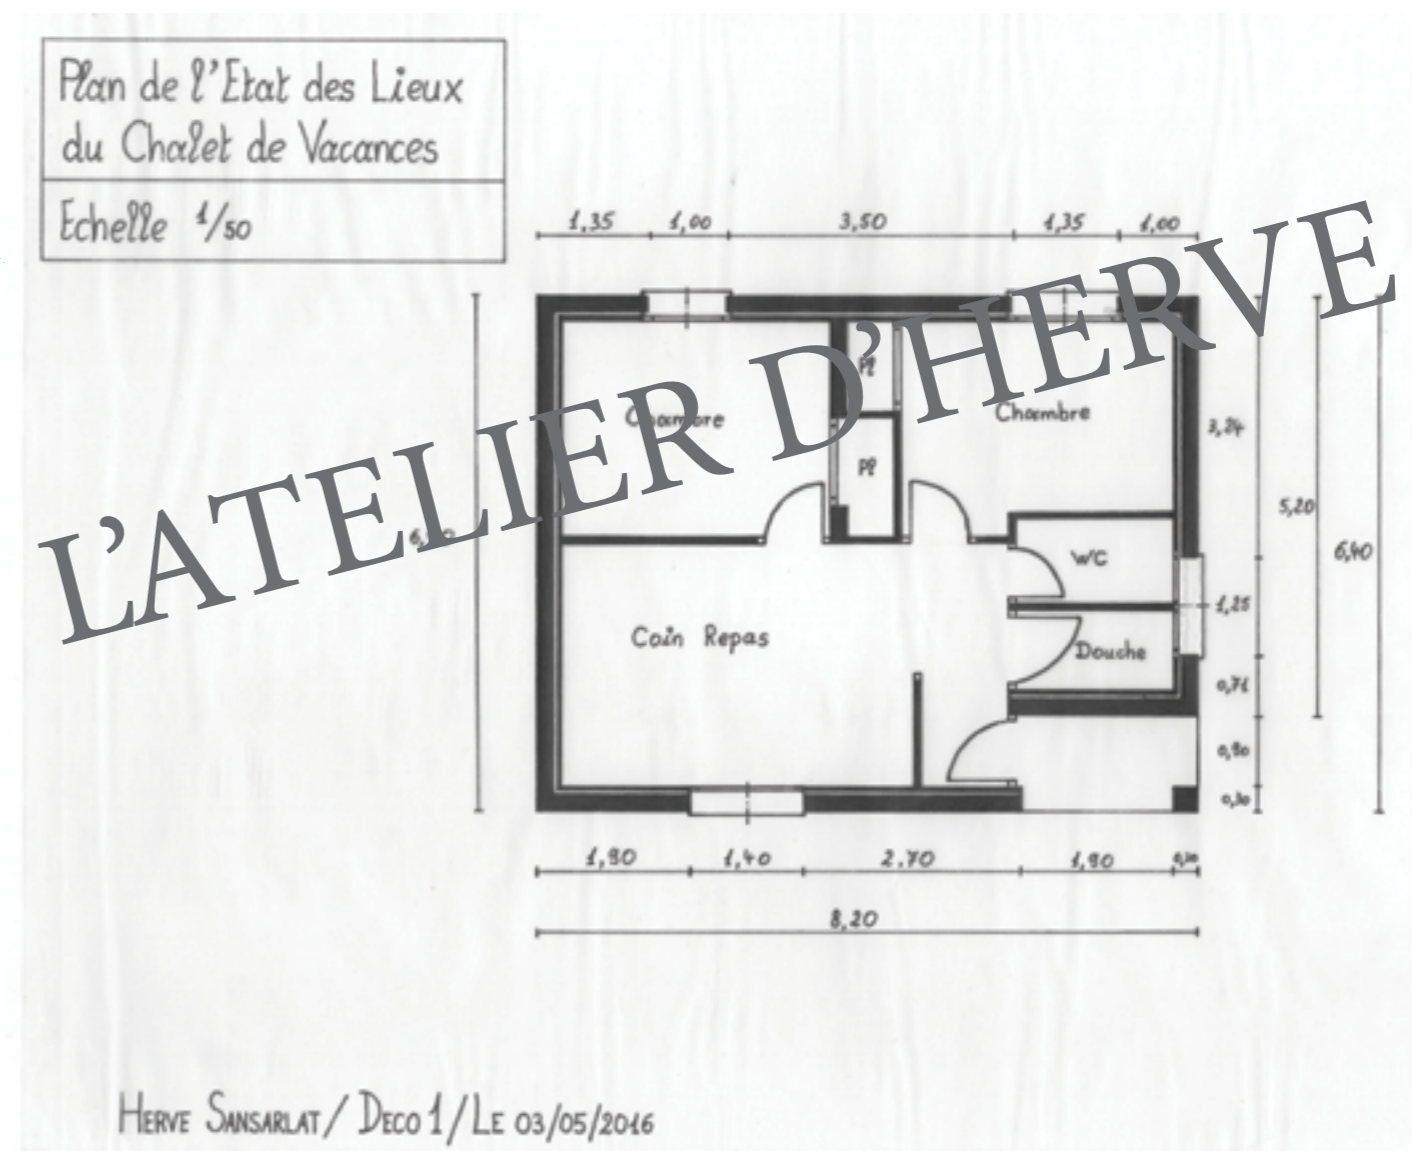 Plan de l'Etat des Lieux
du Chalet de Vacances
Echelle 1/50
1,35 1,00 3,50 1,35 1,00
L'ATELIER D'HERVE
Pl
Chambre
Chambre
3,24
Pl
5,20
6,40
WC
1,25
Coin Repas
Douche
0,71
0,90
0,30
1,90 1,40 2.70 1,90 0,30
8,20
HERVE SANSARLAT / DECO 1 / LE 03/05/2016